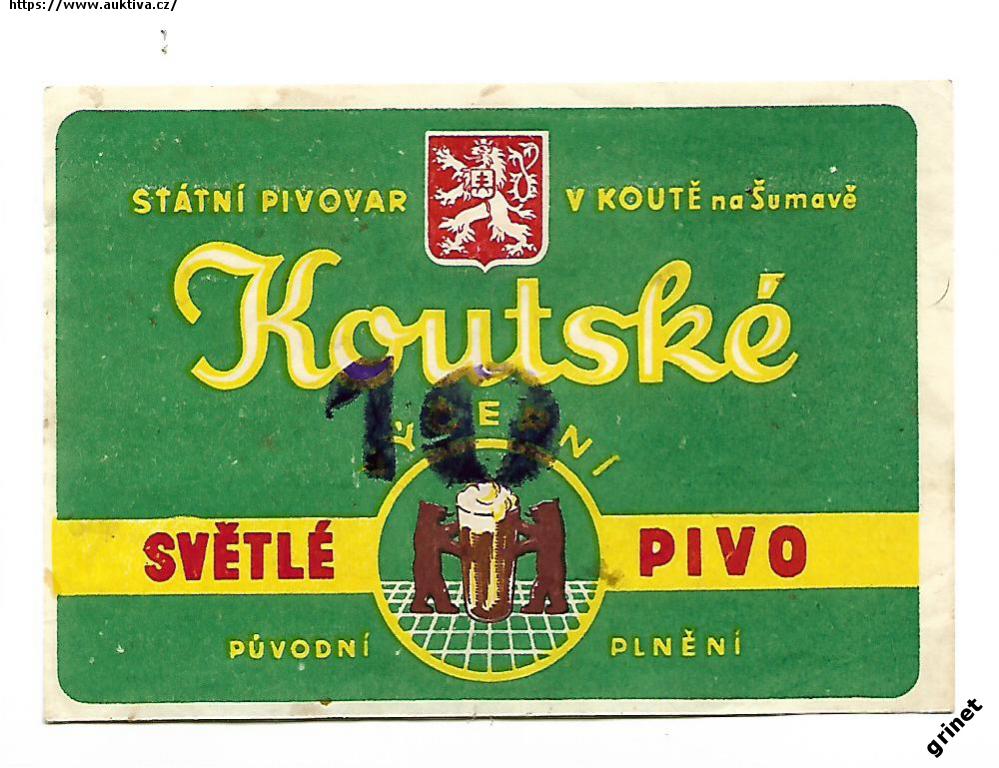 https://www.auktiva.cz/
STÁTNÍ PIVOVAR V KOUTĚ na Šumavě
Koutské
10
SVĚTLÉ PIVO
PŮVODNÍ PLNĚNÍ
grinet